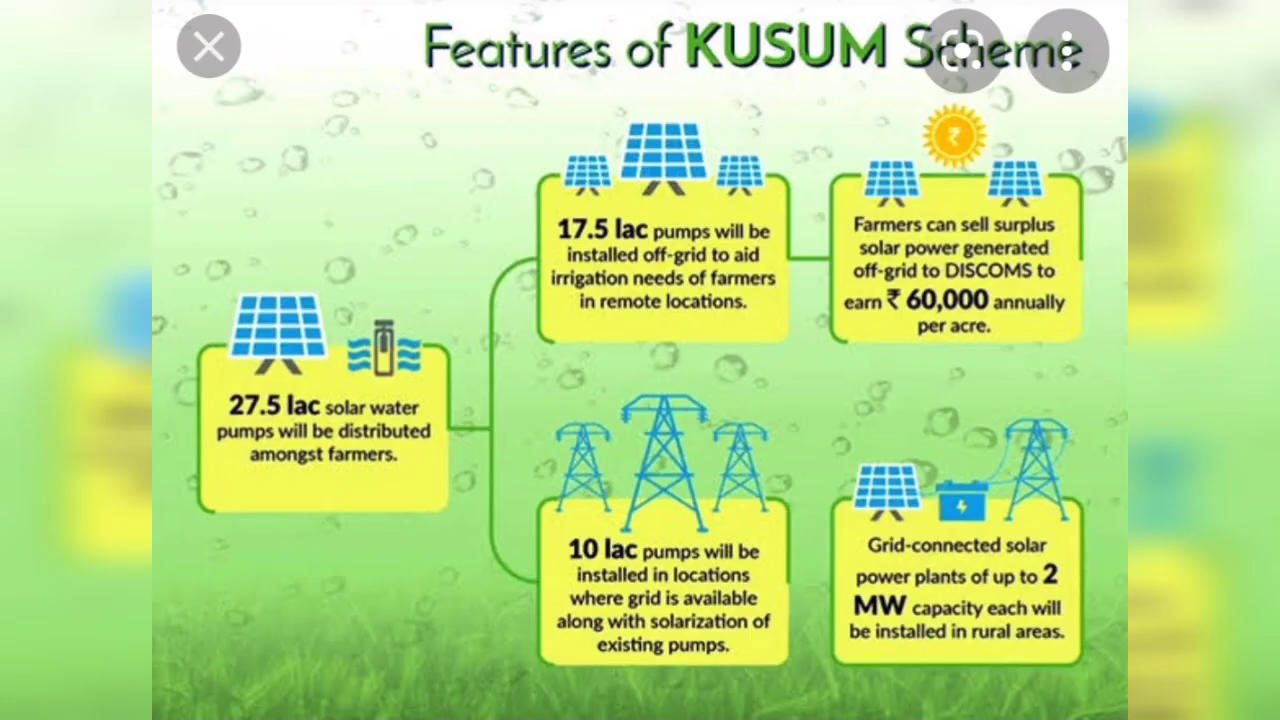 Features of KUSUM Scheme
27.5 lac solar water
pumps will be distributed
amongst farmers.
17.5 lac pumps will be
installed off-grid to aid
irrigation needs of farmers
in remote locations.
₹
Farmers can sell surplus
solar power generated
off-grid to DISCOMS to
earn ₹ 60,000 annually
per acre.
10 lac pumps will be
installed in locations
where grid is available
along with solarization of
existing pumps.
Grid-connected solar
power plants of up to 2
MW capacity each will
be installed in rural areas.